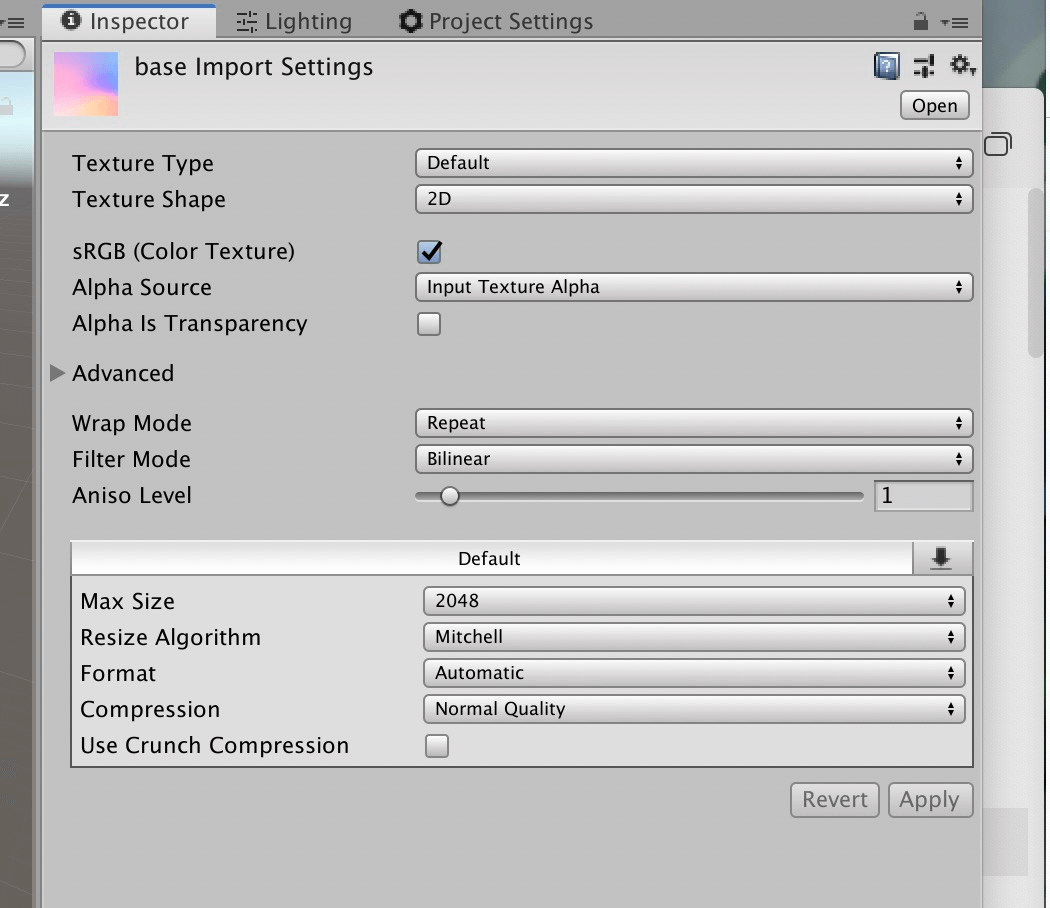 Inspector Lighting Project Settings
base Import Settings
Open
Texture Type Default
Texture Shape 2D
sRGB (Color Texture)
Alpha Source Input Texture Alpha
Alpha Is Transparency
Advanced
Wrap Mode Repeat
Filter Mode Bilinear
Aniso Level 1
Default
Max Size 2048
Resize Algorithm Mitchell
Format Automatic
Compression Normal Quality
Use Crunch Compression
Revert Apply
z